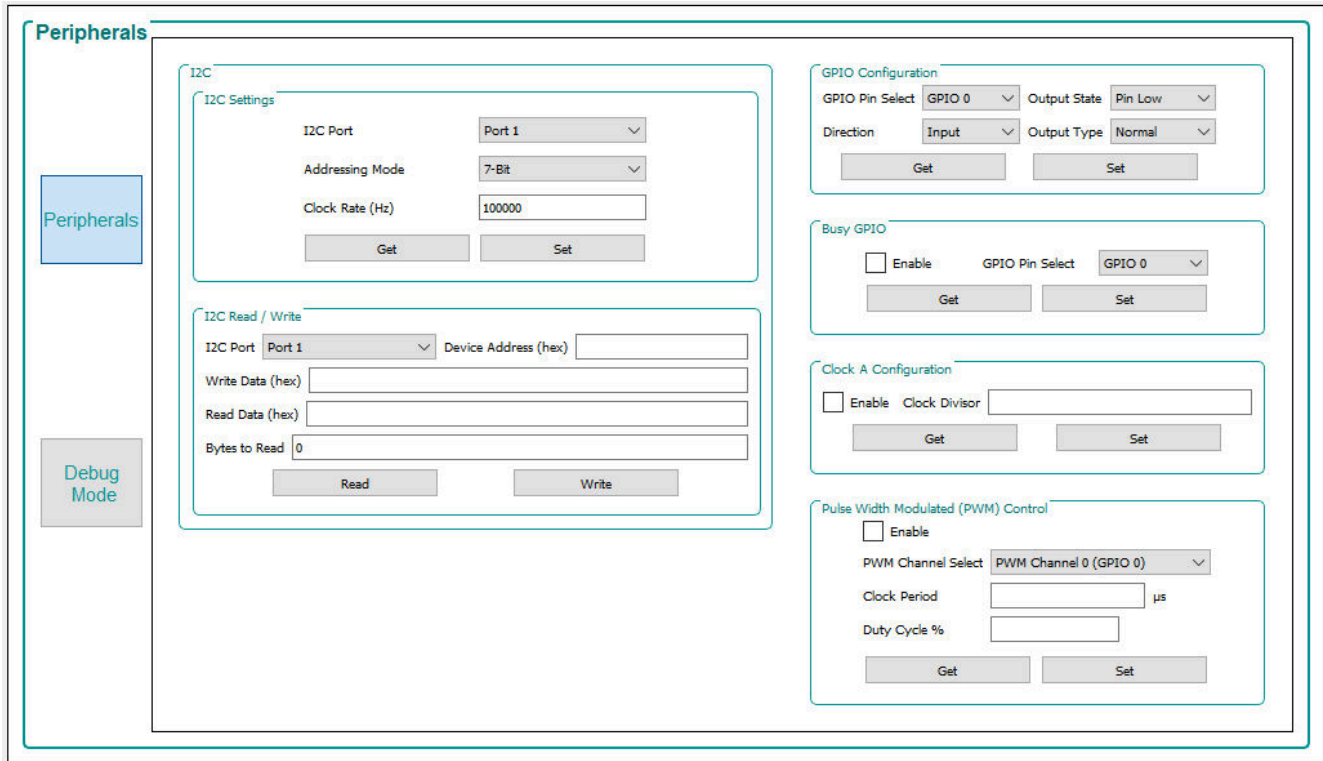 Peripherals
Peripherals
Debug
Mode
I2C
I2C Settings
I2C Port Port 1
Addressing Mode 7-Bit
Clock Rate (Hz) 100000
Get Set
I2C Read / Write
I2C Port Port 1 Device Address (hex)
Write Data (hex)
Read Data (hex)
Bytes to Read 0
Read Write
GPIO Configuration
GPIO Pin Select GPIO 0 Output State Pin Low
Direction Input Output Type Normal
Get Set
Busy GPIO
Enable GPIO Pin Select GPIO 0
Get Set
Clock A Configuration
Enable Clock Divisor
Get Set
Pulse Width Modulated (PWM) Control
Enable
PWM Channel Select PWM Channel 0 (GPIO 0)
Clock Period µs
Duty Cycle %
Get Set